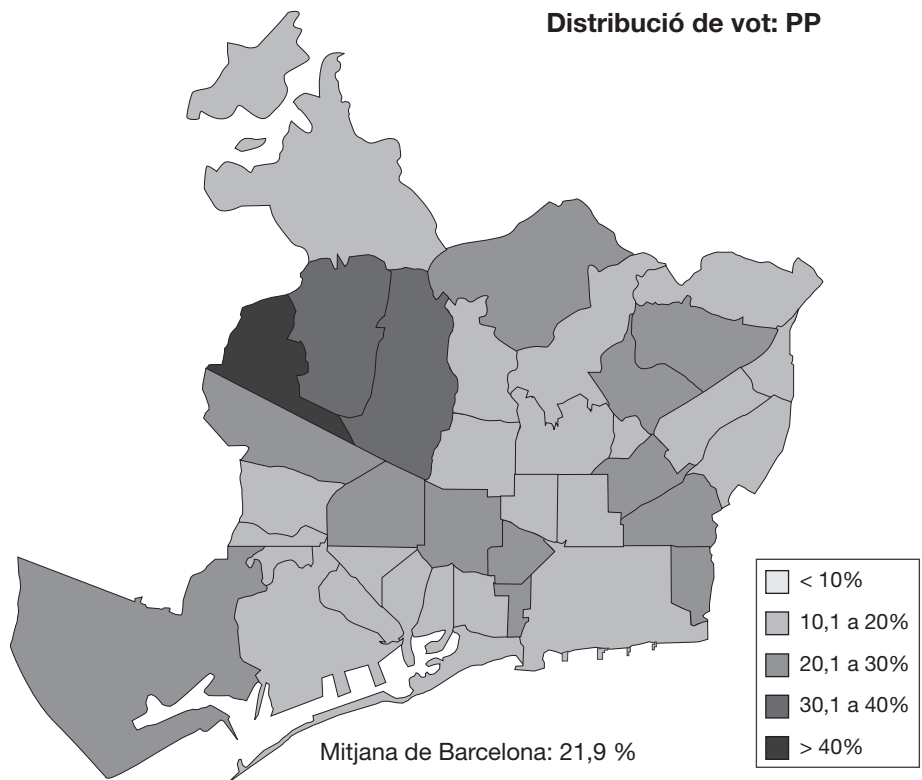 Distribució de vot: PP
< 10%
10,1 a 20%
20,1 a 30%
30,1 a 40%
> 40%
Mitjana de Barcelona: 21,9 %